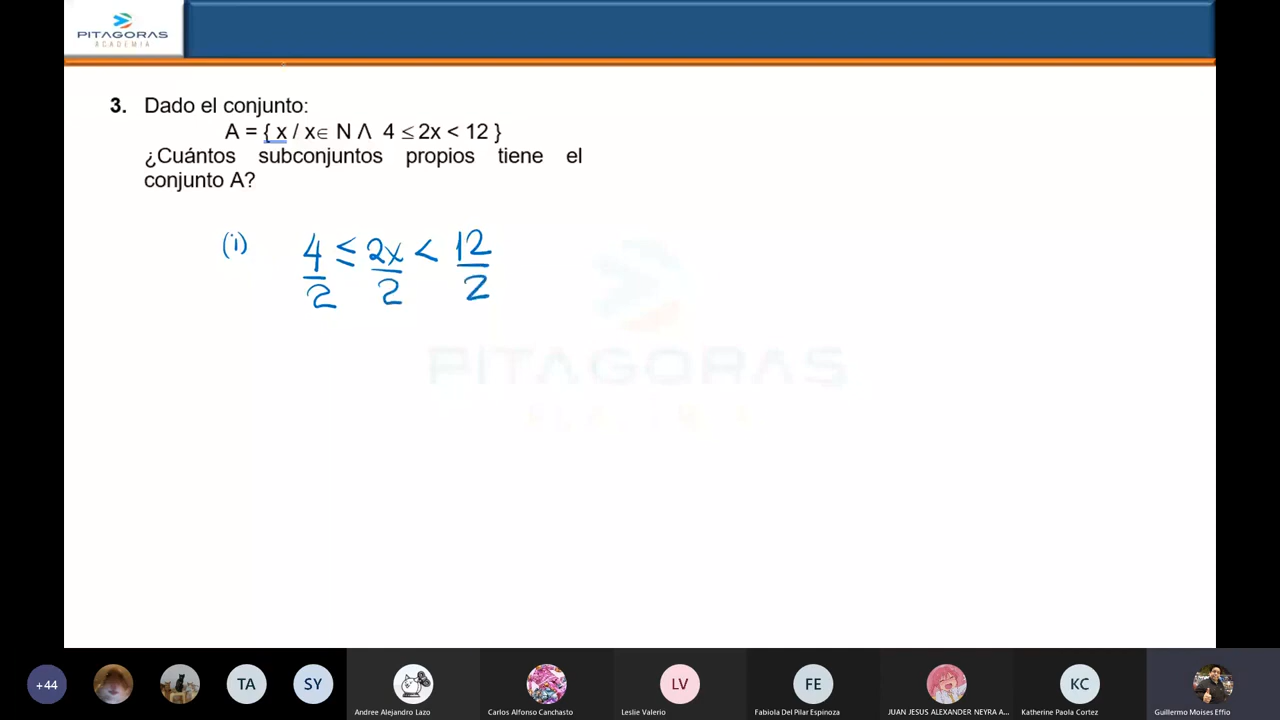 PITAGORAS
ACADEMIA
3. Dado el conjunto:
A = { x / x∈ N Λ 4 ≤ 2x < 12 }
¿Cuántos subconjuntos propios tiene el
conjunto A?
(i) 4/2 ≤ 2x/2 < 12/2
PITAGORAS
+44
TA
SY
LV
FE
KC
Andree Alejandro Lazo
Carlos Alfonso Canchasto
Leslie Valerio
Fabiola Del Pilar Espinoza
JUAN JESUS ALEXANDER NEYRA A...
Katherine Paola Cortez
Guillermo Moises Effio